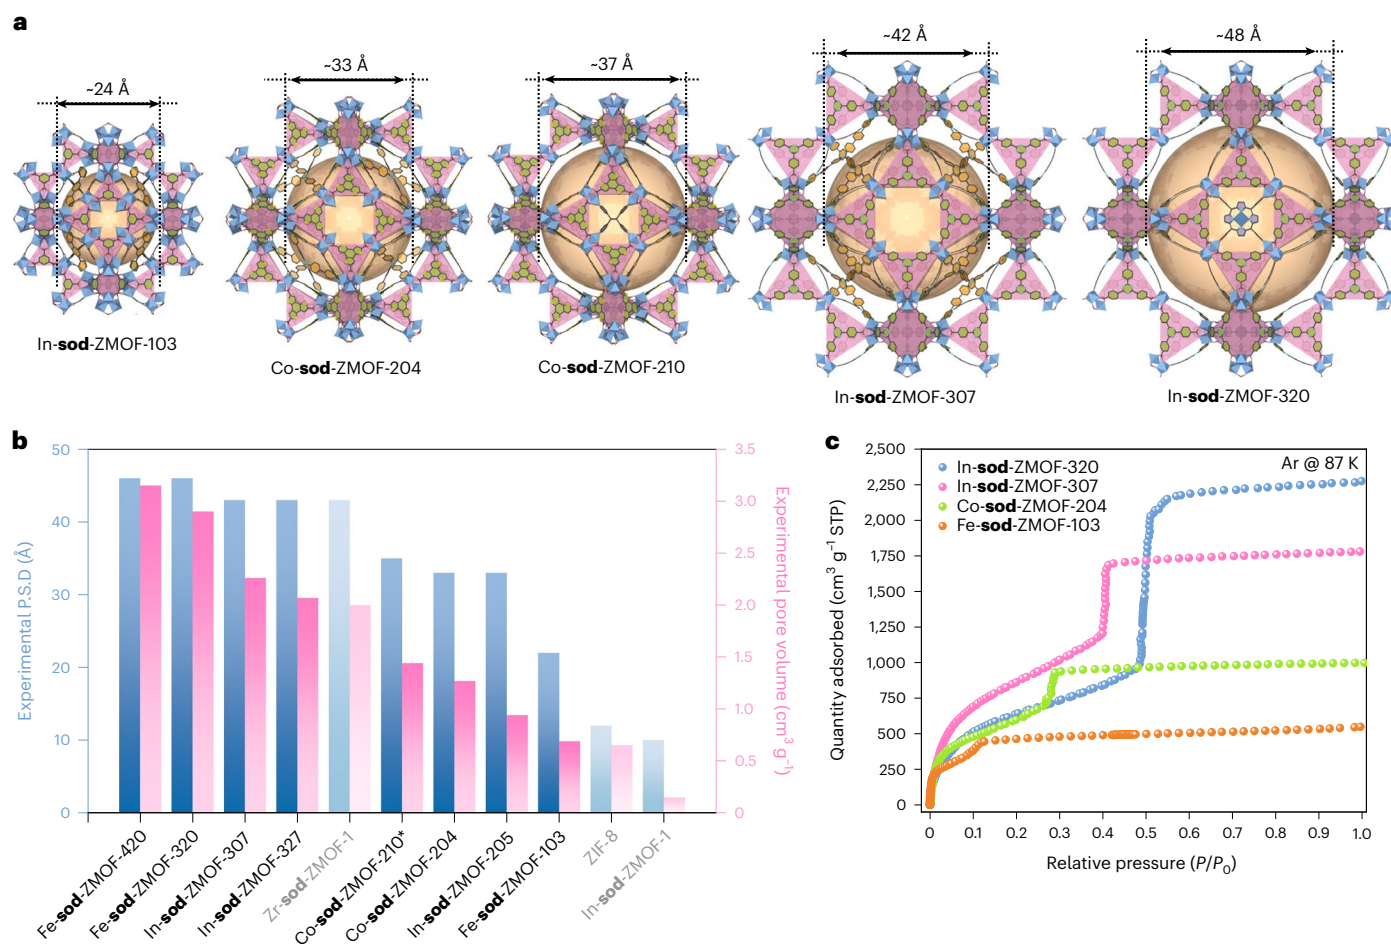 a
~24 Å
~33 Å
~37 Å
~42 Å
~48 Å
In-sod-ZMOF-103
Co-sod-ZMOF-204
Co-sod-ZMOF-210
In-sod-ZMOF-307
In-sod-ZMOF-320
b
Experimental P.S.D (Å)
50
40
30
20
10
0
3.5
3.0
2.5
2.0
1.5
1.0
0.5
0
Experimental pore volume (cm³ g⁻¹)
Fe-sod-ZMOF-420
Fe-sod-ZMOF-320
In-sod-ZMOF-307
In-sod-ZMOF-327
Zr-sod-ZMOF-1
Co-sod-ZMOF-210*
Co-sod-ZMOF-204
In-sod-ZMOF-205
Fe-sod-ZMOF-103
ZIF-8
In-sod-ZMOF-1
c
Quantity adsorbed (cm³ g⁻¹ STP)
2,500
2,250
2,000
1,750
1,500
1,250
1,000
750
500
250
0
In-sod-ZMOF-320
In-sod-ZMOF-307
Co-sod-ZMOF-204
Fe-sod-ZMOF-103
Ar @ 87 K
0 0.1 0.2 0.3 0.4 0.5 0.6 0.7 0.8 0.9 1.0
Relative pressure (P/P₀)